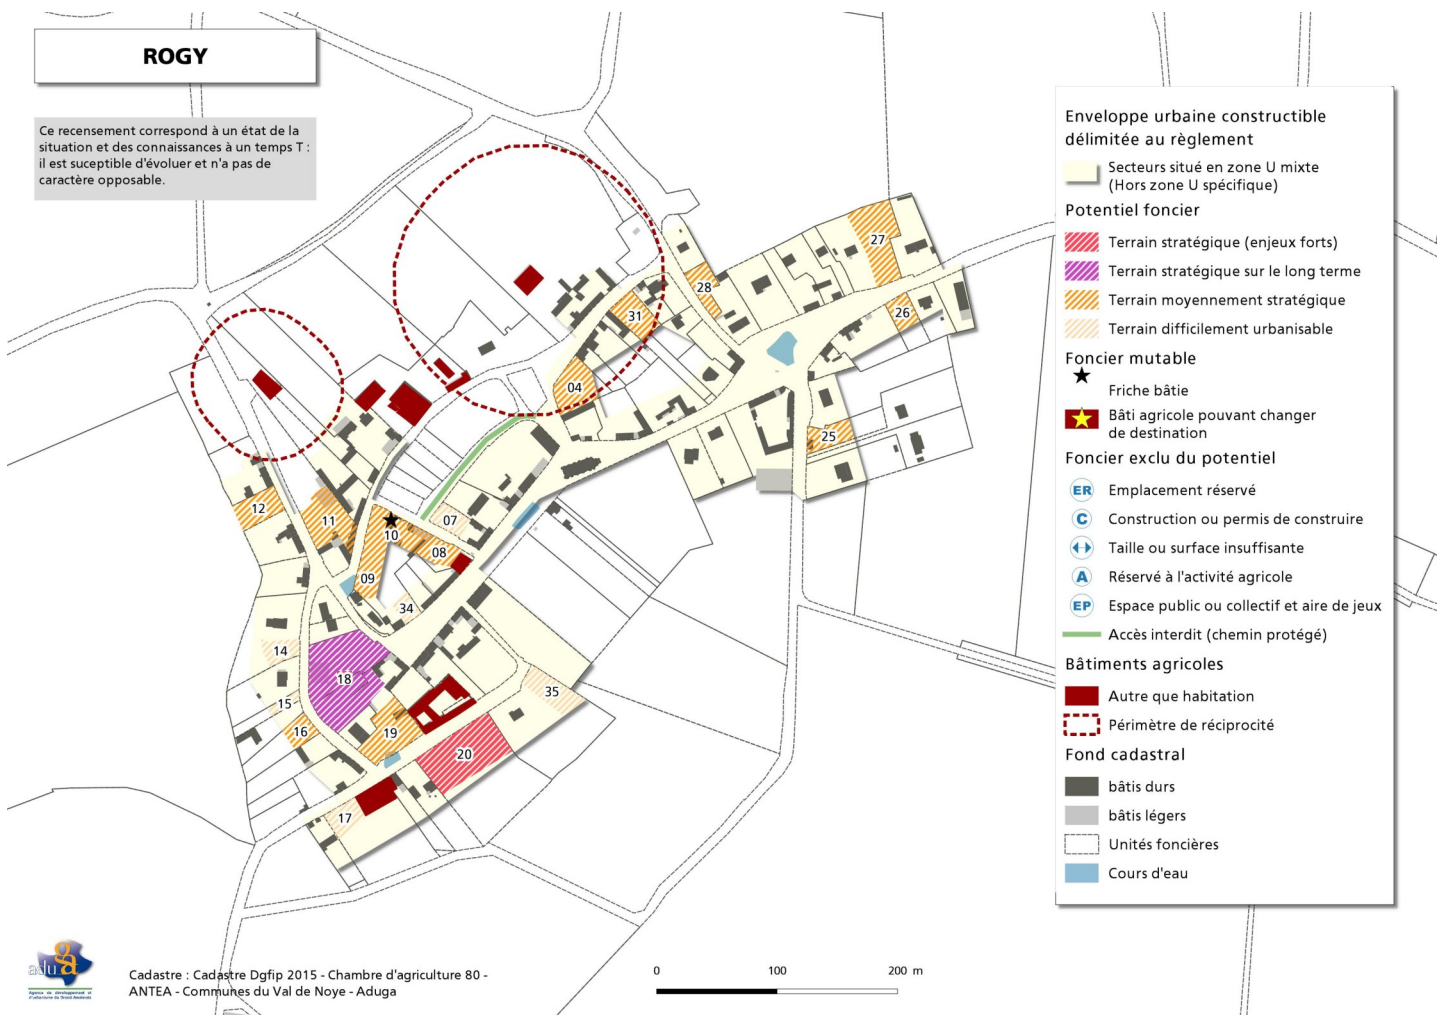 ROGY
Ce recensement correspond à un état de la
situation et des connaissances à un temps T :
il est suceptible d'évoluer et n'a pas de
caractère opposable.
Enveloppe urbaine constructible
délimitée au règlement
Secteurs situé en zone U mixte
(Hors zone U spécifique)
Potentiel foncier
Terrain stratégique (enjeux forts)
Terrain stratégique sur le long terme
Terrain moyennement stratégique
Terrain difficilement urbanisable
Foncier mutable
Friche bâtie
Bâti agricole pouvant changer
de destination
Foncier exclu du potentiel
ER Emplacement réservé
C Construction ou permis de construire
Taille ou surface insuffisante
A Réservé à l'activité agricole
EP Espace public ou collectif et aire de jeux
Accès interdit (chemin protégé)
Bâtiments agricoles
Autre que habitation
Périmètre de réciprocité
Fond cadastral
bâtis durs
bâtis légers
Unités foncières
Cours d'eau
27
28
26
31
04
25
12
11
10
07
08
09
34
14
18
15
16
19
35
20
17
aduga
Agence de développement et
d'urbanisme du Grand Amiénois
Cadastre : Cadastre Dgfip 2015 - Chambre d'agriculture 80 -
ANTEA - Communes du Val de Noye - Aduga
0 100 200 m